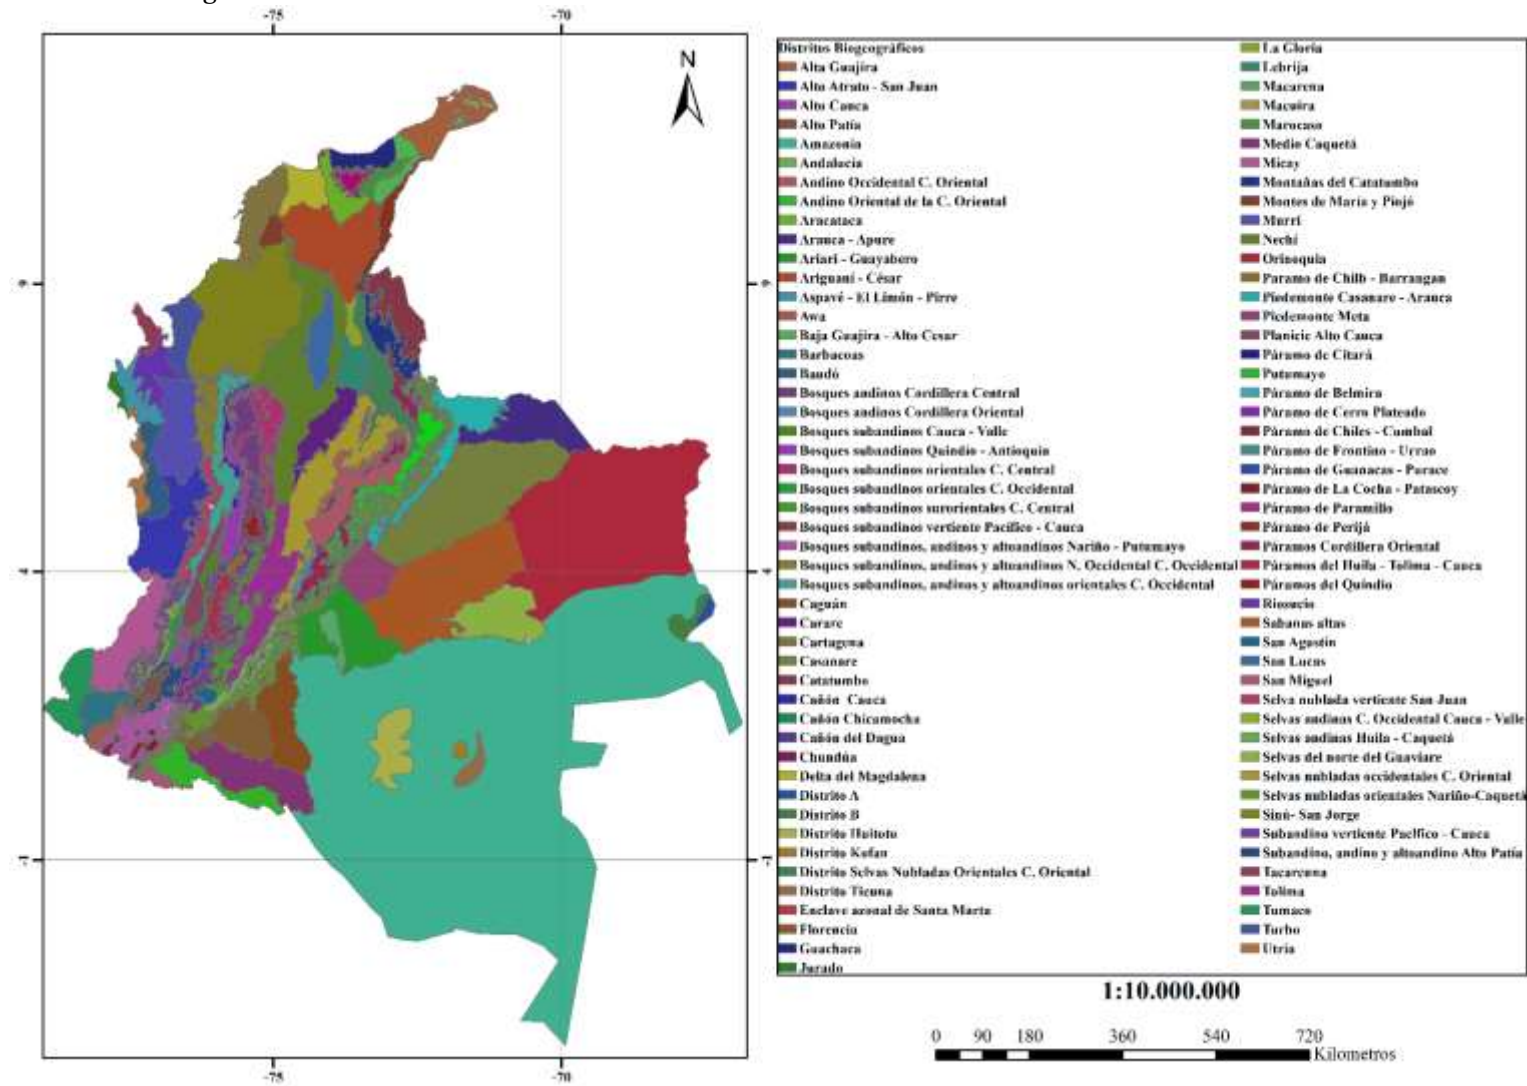 -75
-70
N
Distritos Biogeográficos
Alta Guajira
Alto Atrato - San Juan
Alto Cauca
Alto Patía
Amazonia
Andalucia
Andino Occidental C. Oriental
Andino Oriental de la C. Oriental
Aracataca
Arauca - Apure
Ariari - Guayabero
Ariguaní - César
Aspavé - El Limón - Pirre
Awa
Baja Guajira - Alto Cesar
Barbacoas
Baudó
Bosques andinos Cordillera Central
Bosques andinos Cordillera Oriental
Bosques subandinos Cauca - Valle
Bosques subandinos Quindío - Antioquia
Bosques subandinos orientales C. Central
Bosques subandinos orientales C. Occidental
Bosques subandinos surorientales C. Central
Bosques subandinos vertiente Pacífico - Cauca
Bosques subandinos, andinos y altoandinos Nariño - Putumayo
Bosques subandinos, andinos y altoandinos N. Occidental C. Occidental
Bosques subandinos, andinos y altoandinos orientales C. Occidental
Caguán
Carare
Cartagena
Casanare
Catatumbo
Cañón Cauca
Cañón Chicamocha
Cañón del Dagua
Chundúa
Delta del Magdalena
Distrito A
Distrito B
Distrito Huitoto
Distrito Kofan
Distrito Selvas Nobladas Orientales C. Oriental
Distrito Ticuna
Enclave azonal de Santa Marta
Florencia
Guachaca
Jurado
La Gloria
Lebrija
Macarena
Macuira
Marocaso
Medio Caquetá
Micay
Montañas del Catatumbo
Montes de María y Piojó
Murrí
Nechí
Orinoquia
Paramo de Chilb - Barrangan
Piedemonte Casanare - Arauca
Piedemonte Meta
Planicie Alto Cauca
Páramo de Citará
Putumayo
Páramo de Belmira
Páramo de Cerro Plateado
Páramo de Chiles - Cumbal
Páramo de Frontino - Urrao
Páramo de Guanacas - Purace
Páramo de La Cocha - Patascoy
Páramo de Paramillo
Páramo de Perijá
Páramos Cordillera Oriental
Páramos del Huila - Tolima - Cauca
Páramos del Quindío
Riosucio
Sabanas altas
San Agustín
San Lucas
San Miguel
Selva noblada vertiente San Juan
Selvas andinas C. Occidental Cauca - Valle
Selvas andinas Huila - Caquetá
Selvas del norte del Guaviare
Selvas nobladas occidentales C. Oriental
Selvas nubladas orientales Nariño-Caquetá
Sinú- San Jorge
Subandino vertiente Pacífico - Cauca
Subandino, andino y altoandino Alto Patía
Tacarcuna
Tolima
Tumaco
Turbo
Utria
1:10.000.000
0 90 180 360 540 720
Kilometros
-75
-70